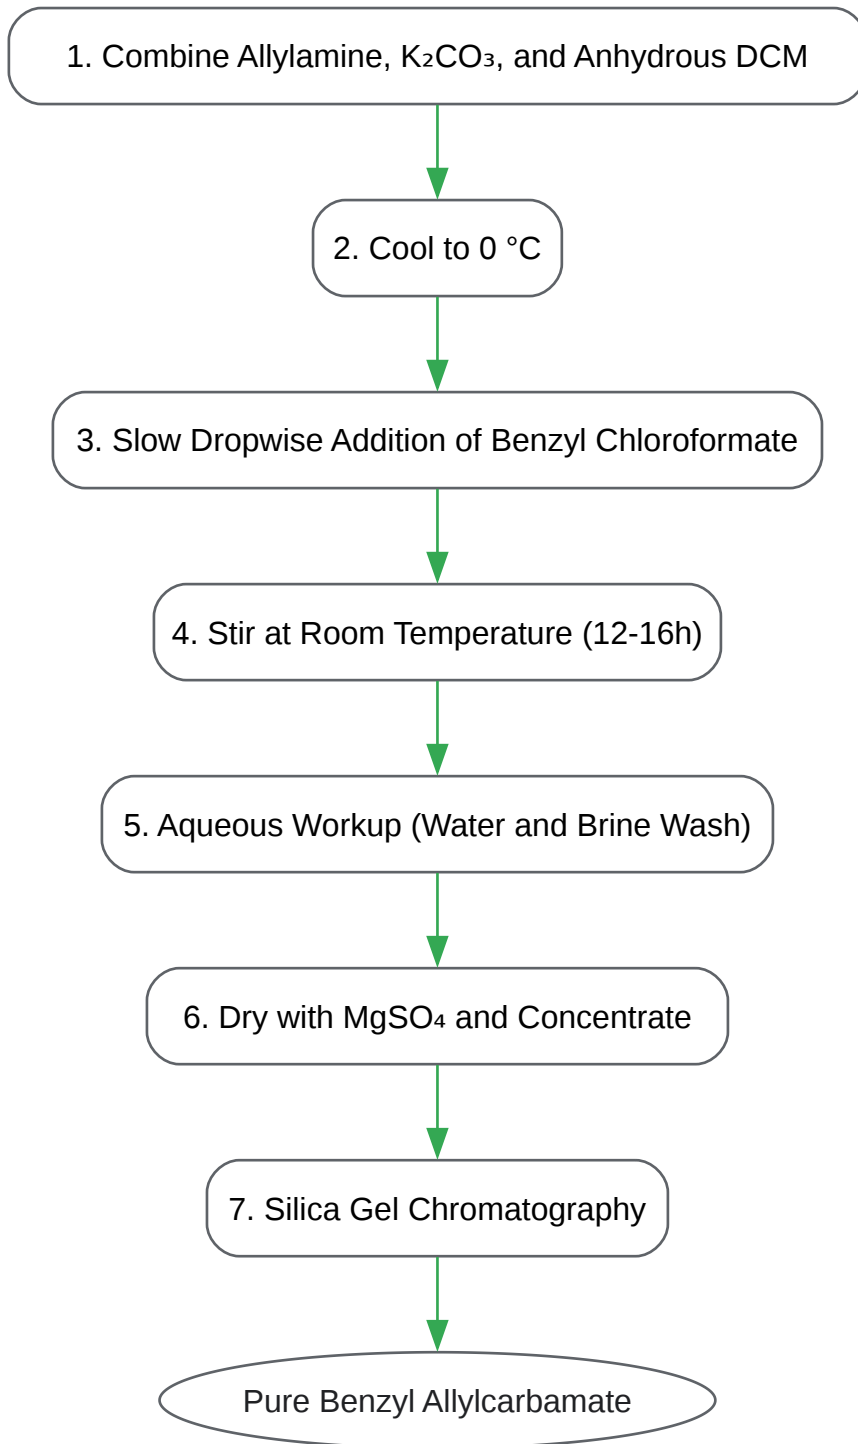 1. Combine Allylamine, K₂CO₃, and Anhydrous DCM
2. Cool to 0 °C
3. Slow Dropwise Addition of Benzyl Chloroformate
4. Stir at Room Temperature (12-16h)
5. Aqueous Workup (Water and Brine Wash)
6. Dry with MgSO₄ and Concentrate
7. Silica Gel Chromatography
Pure Benzyl Allylcarbamate